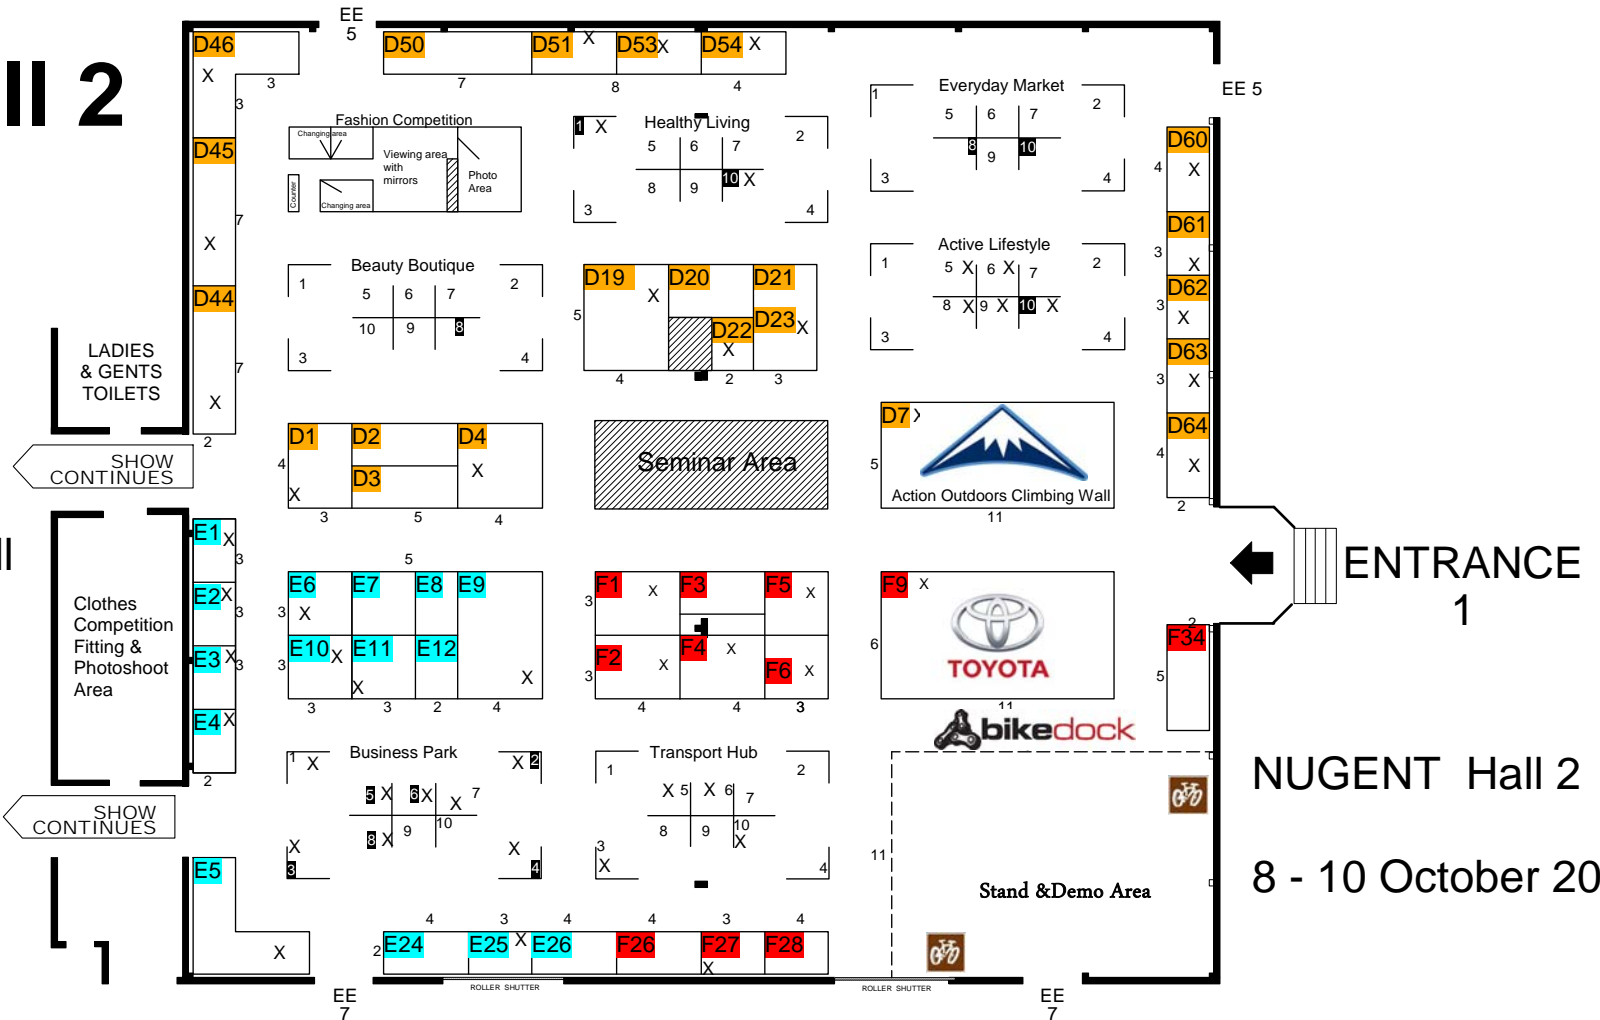 EE
5
D46
X
3
3
D50
7
D51
X
D53
X
8
D54
X
4
ll 2
EE 5
Fashion Competition
Changing area
Viewing area
with
mirrors
Photo
Area
Counter
Changing area
Healthy Living
1
X
2
5
6
7
8
9
10
X
3
4
Everyday Market
1
2
5
6
7
8
9
10
3
4
D45
7
X
D44
7
X
2
D60
4
X
D61
3
X
D62
3
X
D63
3
X
D64
4
X
2
Beauty Boutique
1
2
5
6
7
10
9
8
3
4
D19
X
5
4
D20
D21
D22
X
2
D23
X
3
Active Lifestyle
1
2
5
X
6
X
7
8
X
9
X
10
X
3
4
LADIES
& GENTS
TOILETS
SHOW
CONTINUES
D1
4
X
3
D2
D3
5
D4
X
4
Seminar Area
D7
X
5
Action Outdoors Climbing Wall
11
ll
E1
X
3
E2
X
3
E3
X
3
E4
X
2
Clothes
Competition
Fitting &
Photoshoot
Area
5
E6
3
X
E7
E8
E9
E10
X
3
3
E11
X
3
E12
2
X
4
F1
X
3
F3
F5
X
F2
X
3
4
F4
X
4
F6
X
3
F9
X
6
TOYOTA
11
ENTRANCE
1
2
F34
5
bikedock
Business Park
1
X
X
2
5
X
6
X
X
7
8
X
9
10
X
3
X
4
Transport Hub
1
2
X
5
X
6
7
8
9
10
X
3
X
4
SHOW
CONTINUES
NUGENT Hall 2
8 - 10 October 20
11
Stand &Demo Area
E5
X
4
3
4
4
3
4
2
E24
E25
X
E26
F26
F27
X
F28
ROLLER SHUTTER
ROLLER SHUTTER
EE
7
EE
7